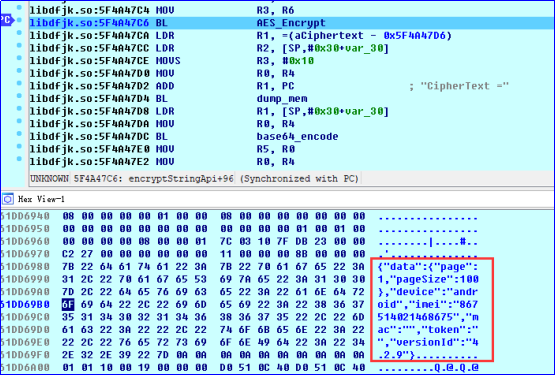 libdfjk.so:5F4A47C4 MOV R3, R6
PC libdfjk.so:5F4A47C6 BL AES_Encrypt
libdfjk.so:5F4A47CA LDR R1, =(aCiphertext - 0x5F4A47D6)
libdfjk.so:5F4A47CC LDR R2, [SP,#0x30+var_30]
libdfjk.so:5F4A47CE MOVS R3, #0x10
libdfjk.so:5F4A47D0 MOV R0, R4
libdfjk.so:5F4A47D2 ADD R1, PC ; "CipherText ="
libdfjk.so:5F4A47D4 BL dump_mem
libdfjk.so:5F4A47D8 LDR R1, [SP,#0x30+var_30]
libdfjk.so:5F4A47DA MOV R0, R4
libdfjk.so:5F4A47DC BL base64_encode
libdfjk.so:5F4A47E0 MOV R5, R0
libdfjk.so:5F4A47E2 MOV R0, R4
UNKNOWN 5F4A47C6: encryptStringApi+96 (Synchronized with PC)
Hex View-1
61DD6940 08 00 00 00 00 01 00 00 08 00 00 00 00 00 00 00 ................
61DD6950 00 00 00 00 00 00 00 00 00 00 00 00 01 00 01 00 ................
61DD6960 00 00 00 00 08 00 00 01 7C 03 10 7F DB 23 00 00 ........|....#..
61DD6970 C2 27 00 00 00 00 00 00 11 00 00 00 8B 00 00 00
61DD6980 7B 22 64 61 74 61 22 3A 7B 22 70 61 67 65 22 3A {"data":{"page":
61DD6990 31 2C 22 70 61 67 65 53 69 7A 65 22 3A 31 30 30 1,"pageSize":100
61DD69A0 7D 2C 22 64 65 76 69 63 65 22 3A 22 61 6E 64 72 },"device":"andr
61DD69B0 6F 69 64 22 2C 22 69 6D 65 69 22 3A 22 38 36 37 oid","imei":"867
61DD69C0 35 31 34 30 32 31 34 36 38 36 37 35 22 2C 22 6D 514021468675","m
61DD69D0 61 63 22 3A 22 22 2C 22 74 6F 6B 65 6E 22 3A 22 ac":"","token":"
61DD69E0 22 2C 22 76 65 72 73 69 6F 6E 49 64 22 3A 22 34 ","versionId":"4
61DD69F0 2E 32 2E 39 22 7D 0A 0A 0A 0A 0A 0A 0A 0A 0A 0A .2.9"}..........
61DD6A00 01 01 10 00 19 00 00 00 D0 51 0C 40 D0 51 0C 40 .........Q.@.Q.@